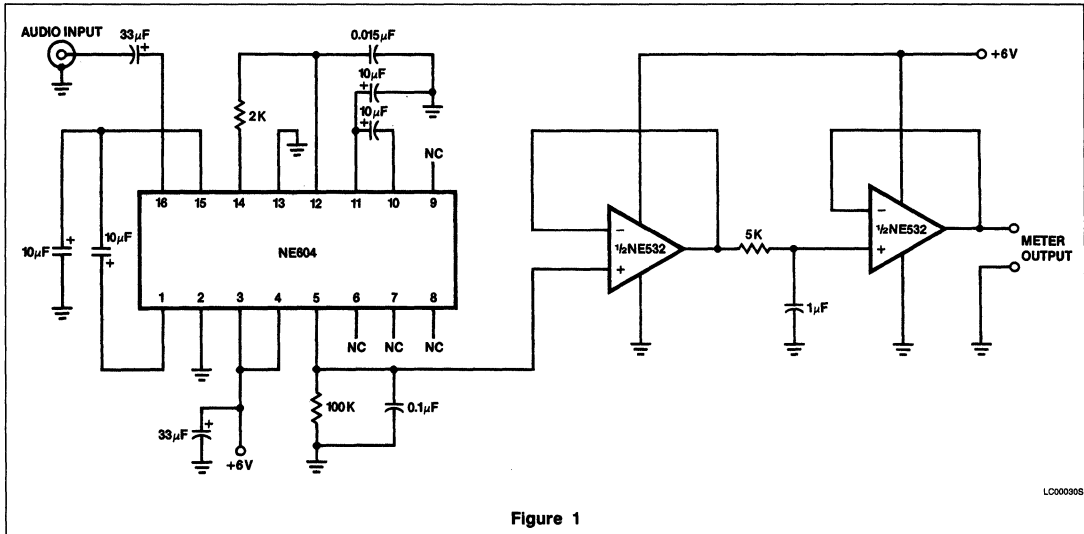 AUDIO INPUT
33µF
+
0.015µF
10µF
+
10µF
+
2K
NC
+6V
16 15 14 13 12 11 10 9
10µF
+
10µF
+
NE604
1 2 3 4 5 6 7 8
NC NC NC
100K
0.1µF
33µF
+
+6V
−
½NE532
+
5K
1µF
−
½NE532
+
METER
OUTPUT
LC00030S
Figure 1